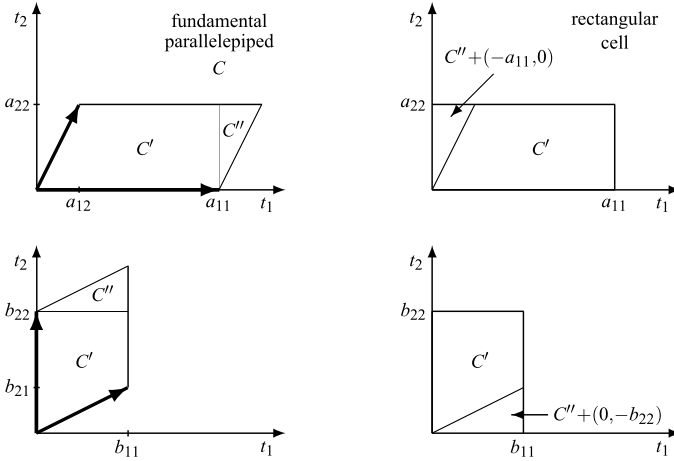 t₂
fundamental
parallelepiped
C
a₂₂
C′
C″
a₁₂
a₁₁
t₁
t₂
rectangular
cell
C″+(−a₁₁,0)
a₂₂
C′
a₁₁
t₁
t₂
C″
b₂₂
C′
b₂₁
b₁₁
t₁
t₂
b₂₂
C′
C″+(0,−b₂₂)
b₁₁
t₁